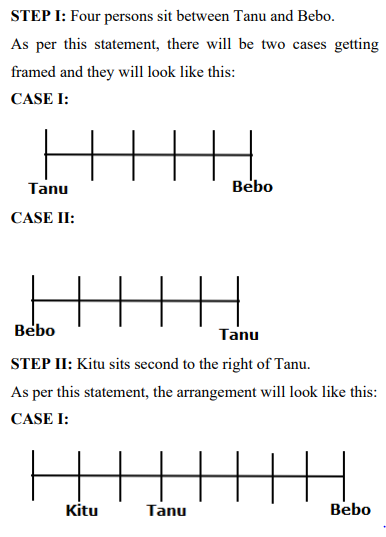 STEP I: Four persons sit between Tanu and Bebo.
As per this statement, there will be two cases getting
framed and they will look like this:
CASE I:
Tanu Bebo
CASE II:
Bebo Tanu
STEP II: Kitu sits second to the right of Tanu.
As per this statement, the arrangement will look like this:
CASE I:
Kitu Tanu Bebo